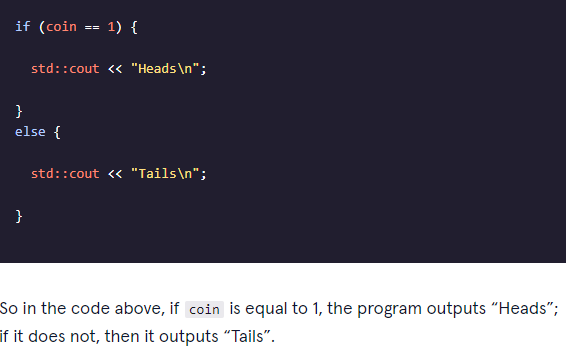 if (coin == 1) {
std::cout << "Heads\n";
}
else {
std::cout << "Tails\n";
}
So in the code above, if coin is equal to 1, the program outputs “Heads”;
if it does not, then it outputs “Tails”.